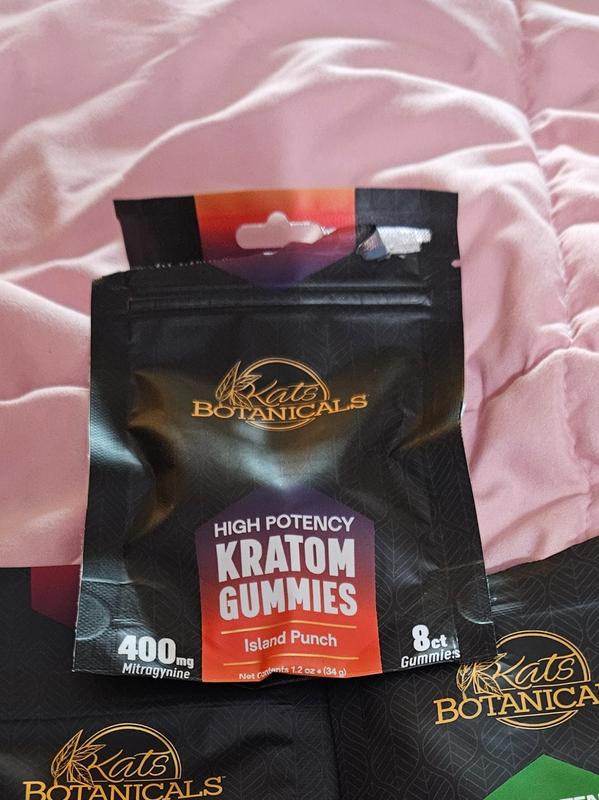 Kats
BOTANICALS
HIGH POTENCY
KRATOM
GUMMIES
Island Punch
400mg
Mitragynine
8ct
Gummies
Net Contents 1.2 oz • (34 g)
Kats
BOTANICALS
Kats
BOTANICALS